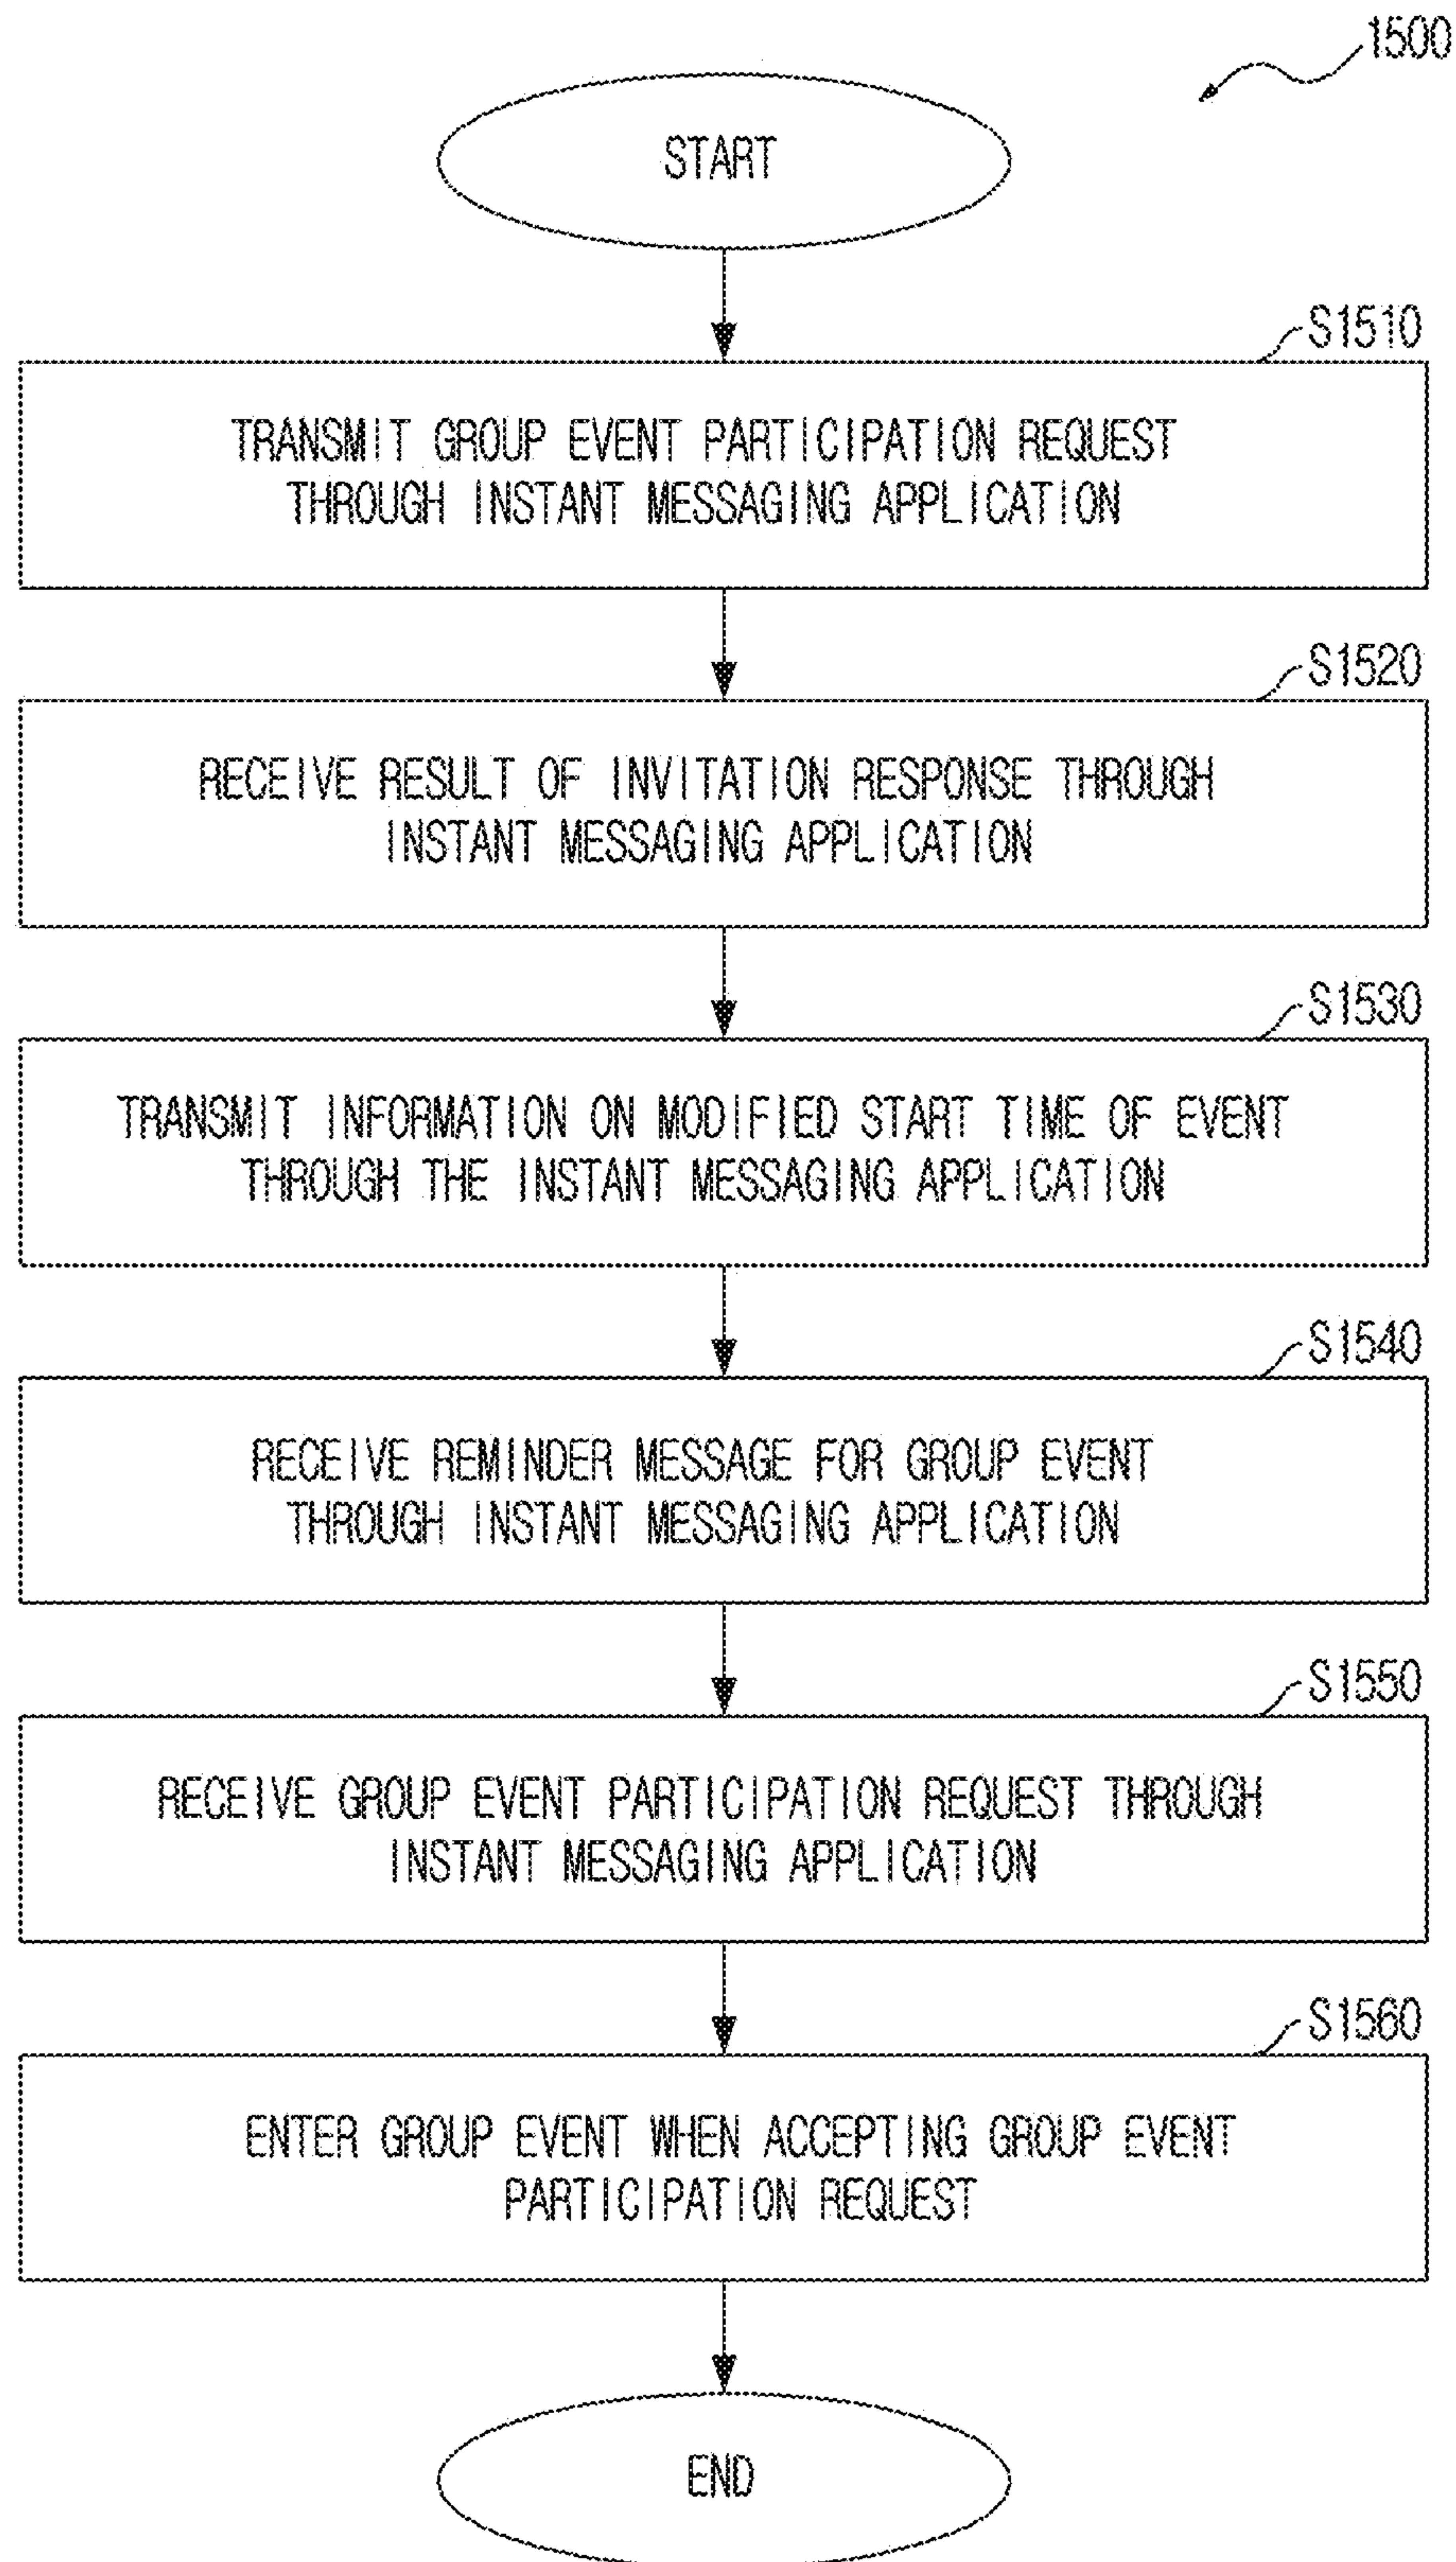 1500
START
S1510
TRANSMIT GROUP EVENT PARTICIPATION REQUEST
THROUGH INSTANT MESSAGING APPLICATION
S1520
RECEIVE RESULT OF INVITATION RESPONSE THROUGH
INSTANT MESSAGING APPLICATION
S1530
TRANSMIT INFORMATION ON MODIFIED START TIME OF EVENT
THROUGH THE INSTANT MESSAGING APPLICATION
S1540
RECEIVE REMINDER MESSAGE FOR GROUP EVENT
THROUGH INSTANT MESSAGING APPLICATION
S1550
RECEIVE GROUP EVENT PARTICIPATION REQUEST THROUGH
INSTANT MESSAGING APPLICATION
S1560
ENTER GROUP EVENT WHEN ACCEPTING GROUP EVENT
PARTICIPATION REQUEST
END